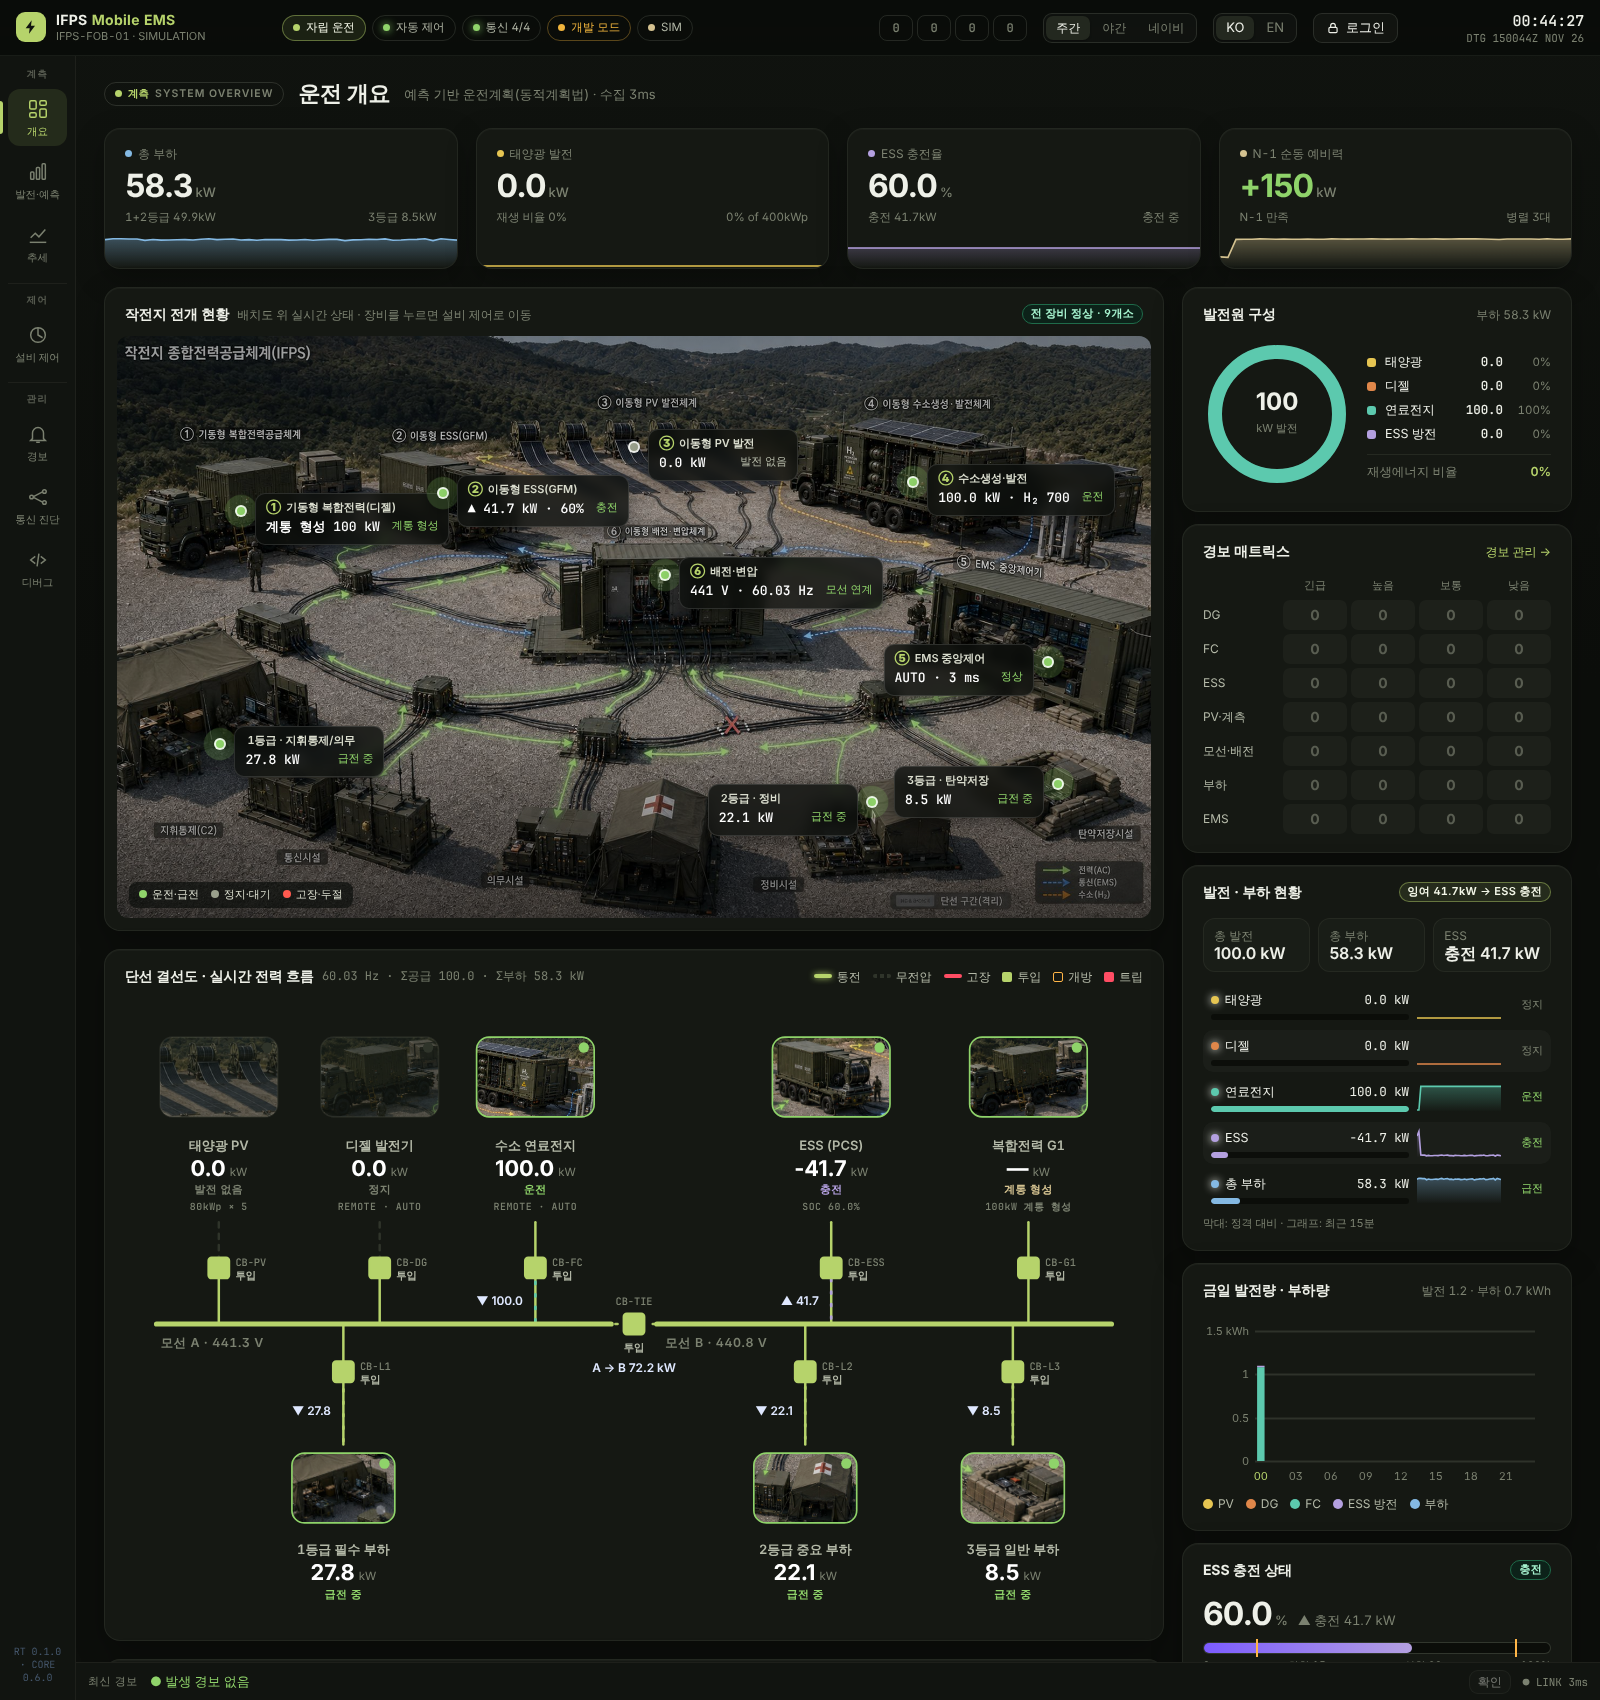 IFPS Mobile EMS
IFPS-FOB-01 · SIMULATION
자립 운전
자동 제어
통신 4/4
개발 모드
SIM
0 0 0 0
주간 야간 네이비
KO EN
로그인
00:44:27
DTG 150044Z NOV 26
계측
개요
발전·예측
추세
제어
설비 제어
관리
경보
통신 진단
디버그
RT 0.1.0
· CORE
0.6.0
계측 SYSTEM OVERVIEW
운전 개요
예측 기반 운전계획(동적계획법) · 수집 3ms
총 부하
58.3 kW
1+2등급 49.9kW 3등급 8.5kW
태양광 발전
0.0 kW
재생 비율 0% 0% of 400kWp
ESS 충전율
60.0 %
충전 41.7kW 충전 중
N-1 순동 예비력
+150 kW
N-1 만족 병렬 3대
작전지 전개 현황 배치도 위 실시간 상태 · 장비를 누르면 설비 제어로 이동
전 장비 정상 · 9개소
작전지 종합전력공급체계(IFPS)
① 기동형 복합전력공급체계
② 이동형 ESS(GFM)
③ 이동형 PV 발전체계
④ 이동형 수소생성·발전체계
③ 이동형 PV 발전
0.0 kW 발전 없음
④ 수소생성·발전
100.0 kW · H₂ 700 운전
① 기동형 복합전력(디젤)
계통 형성 100 kW 계통 형성
② 이동형 ESS(GFM)
▲ 41.7 kW · 60% 충전
⑥ 이동형 배전·변압체계
⑥ 배전·변압
441 V · 60.03 Hz 모선 연계
⑤ EMS 중앙제어기
⑤ EMS 중앙제어
AUTO · 3 ms 정상
1등급 · 지휘통제/의무
27.8 kW 급전 중
2등급 · 정비
22.1 kW 급전 중
3등급 · 탄약저장
8.5 kW 급전 중
지휘통제(C2)
통신시설
의무시설
정비시설
탄약저장시설
전력(AC)
통신(EMS)
수소(H₂)
단선 구간(격리)
운전·급전 정지·대기 고장·두절
단선 결선도 · 실시간 전력 흐름 60.03 Hz · Σ공급 100.0 · Σ부하 58.3 kW
통전 무전압 고장 투입 개방 트립
태양광 PV
0.0 kW
발전 없음
80kWp × 5
디젤 발전기
0.0 kW
정지
REMOTE · AUTO
수소 연료전지
100.0 kW
운전
REMOTE · AUTO
ESS (PCS)
-41.7 kW
충전
SOC 60.0%
복합전력 G1
— kW
계통 형성
100kW 계통 형성
CB-PV
투입
CB-DG
투입
CB-FC
투입
CB-ESS
투입
CB-G1
투입
▼ 100.0
▲ 41.7
CB-TIE
투입
A → B 72.2 kW
모선 A · 441.3 V
모선 B · 440.8 V
CB-L1
투입
CB-L2
투입
CB-L3
투입
▼ 27.8
▼ 22.1
▼ 8.5
1등급 필수 부하
27.8 kW
급전 중
2등급 중요 부하
22.1 kW
급전 중
3등급 일반 부하
8.5 kW
급전 중
발전원 구성 부하 58.3 kW
100
kW 발전
태양광 0.0 0%
디젤 0.0 0%
연료전지 100.0 100%
ESS 방전 0.0 0%
재생에너지 비율 0%
경보 매트릭스 경보 관리 →
긴급 높음 보통 낮음
DG 0 0 0 0
FC 0 0 0 0
ESS 0 0 0 0
PV·계측 0 0 0 0
모선·배전 0 0 0 0
부하 0 0 0 0
EMS 0 0 0 0
발전 · 부하 현황 잉여 41.7kW → ESS 충전
총 발전
100.0 kW
총 부하
58.3 kW
ESS
충전 41.7 kW
태양광 0.0 kW 정지
디젤 0.0 kW 정지
연료전지 100.0 kW 운전
ESS -41.7 kW 충전
총 부하 58.3 kW 급전
막대: 정격 대비 · 그래프: 최근 15분
금일 발전량 · 부하량 발전 1.2 · 부하 0.7 kWh
1.5 kWh
1
0.5
0
00 03 06 09 12 15 18 21
PV DG FC ESS 방전 부하
ESS 충전 상태 충전
60.0 % ▲ 충전 41.7 kW
최신 경보 발생 경보 없음
확인 LINK 3ms